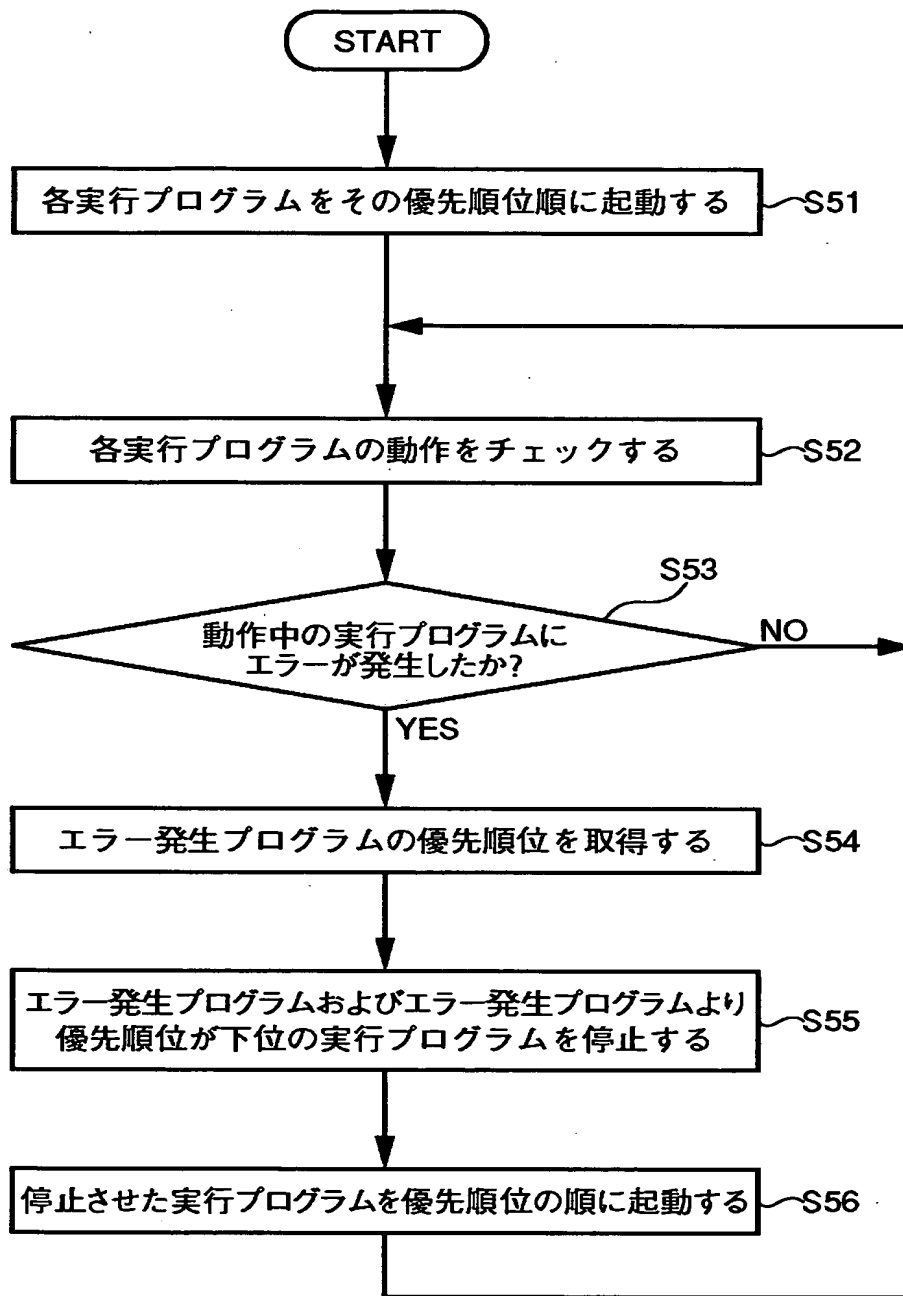 START
各実行プログラムをその優先順位順に起動する
S51
各実行プログラムの動作をチェックする
S52
S53
動作中の実行プログラムに
エラーが発生したか?
NO
YES
エラー発生プログラムの優先順位を取得する
S54
エラー発生プログラムおよびエラー発生プログラムより
優先順位が下位の実行プログラムを停止する
S55
停止させた実行プログラムを優先順位の順に起動する
S56